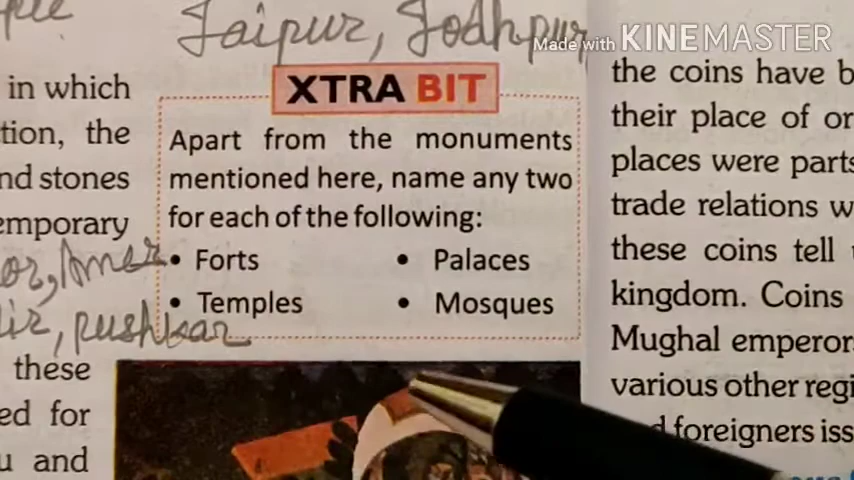 Jaipur, Jodhpur
Made with KINEMASTER
in which
tion, the
nd stones
emporary
or, Amer
dir, pushkar
these
ed for
u and
XTRA BIT
Apart from the monuments
mentioned here, name any two
for each of the following:
• Forts • Palaces
• Temples • Mosques
the coins have b
their place of or
places were parts
trade relations w
these coins tell
kingdom. Coins
Mughal emperor
various other regi
foreigners iss